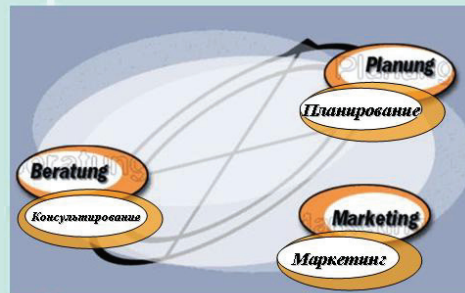 Planung
Планирование
Beratung
Консультирование
Marketing
Маркетинг